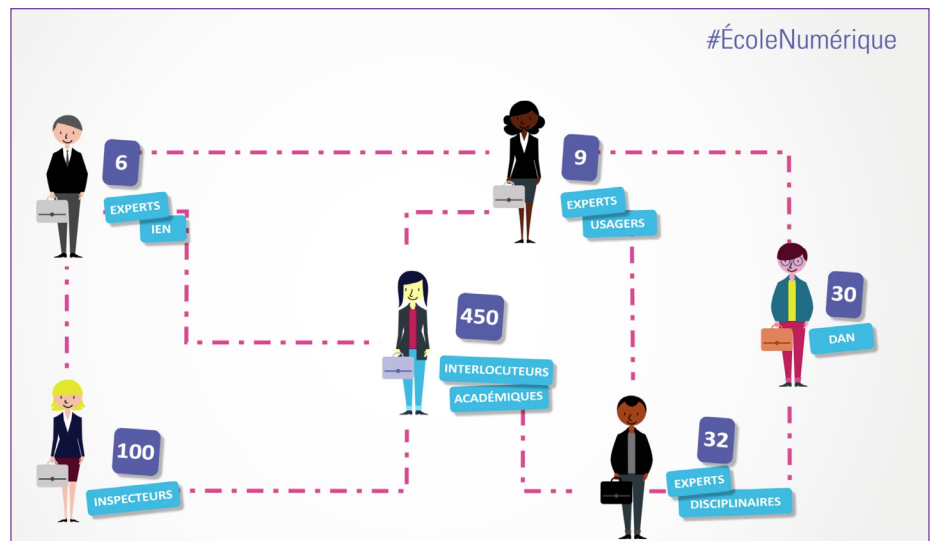 #ÉcoleNumérique
6
EXPERTS
IEN
9
EXPERTS
USAGERS
450
INTERLOCUTEURS
ACADÉMIQUES
30
DAN
100
INSPECTEURS
32
EXPERTS
DISCIPLINAIRES